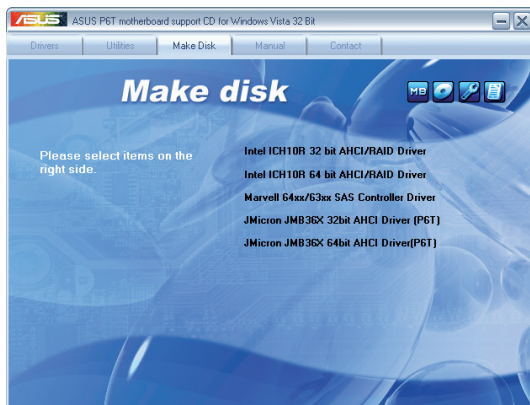 ASUS
ASUS P6T motherboard support CD for Windows Vista 32 Bit
Drivers
Utilities
Make Disk
Manual
Contact
Make disk
MB
Please select items on the
right side.
Intel ICH10R 32 bit AHCI/RAID Driver
Intel ICH10R 64 bit AHCI/RAID Driver
Marvell 64xx/63xx SAS Controller Driver
JMicron JMB36X 32bit AHCI Driver (P6T)
JMicron JMB36X 64bit AHCI Driver(P6T)